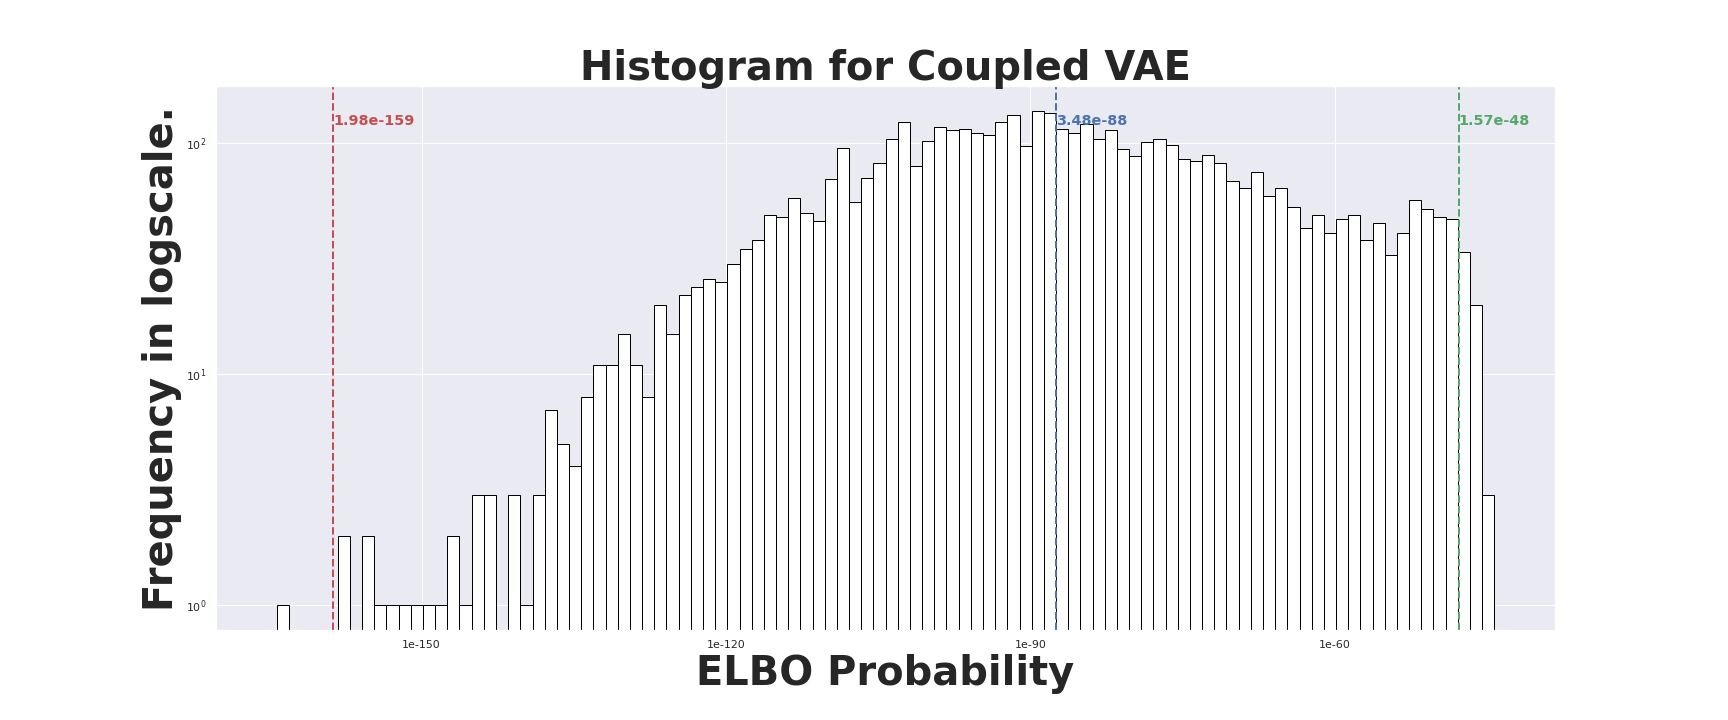 Histogram for Coupled VAE
1.98e-159
3.48e-88
1.57e-48
Frequency in logscale.
10²
10¹
10⁰
1e-150
1e-120
1e-90
1e-60
ELBO Probability